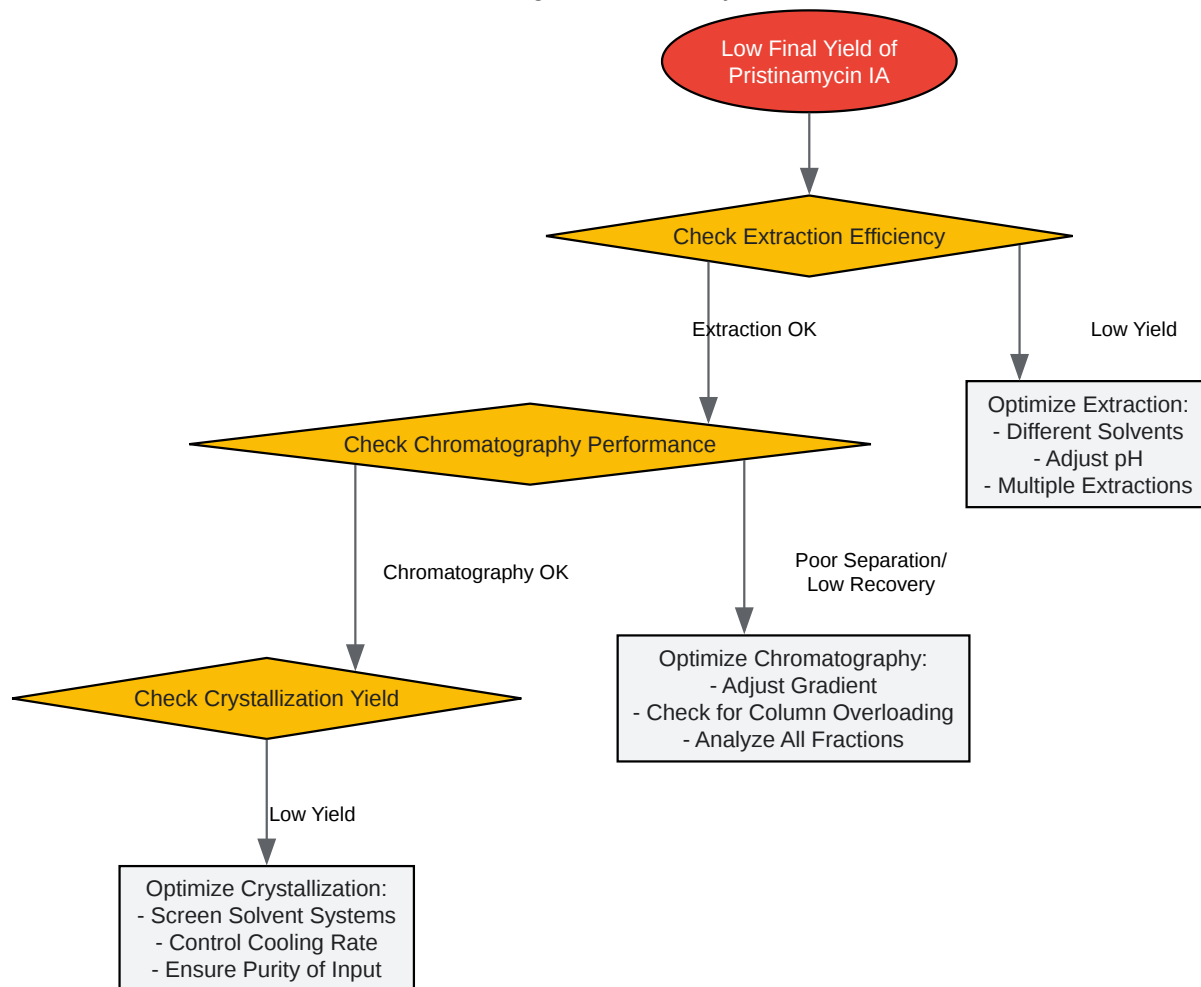 Low Final Yield of
Pristinamycin IA
Check Extraction Efficiency
Extraction OK
Low Yield
Optimize Extraction:
- Different Solvents
- Adjust pH
- Multiple Extractions
Check Chromatography Performance
Chromatography OK
Poor Separation/
Low Recovery
Optimize Chromatography:
- Adjust Gradient
- Check for Column Overloading
- Analyze All Fractions
Check Crystallization Yield
Low Yield
Optimize Crystallization:
- Screen Solvent Systems
- Control Cooling Rate
- Ensure Purity of Input